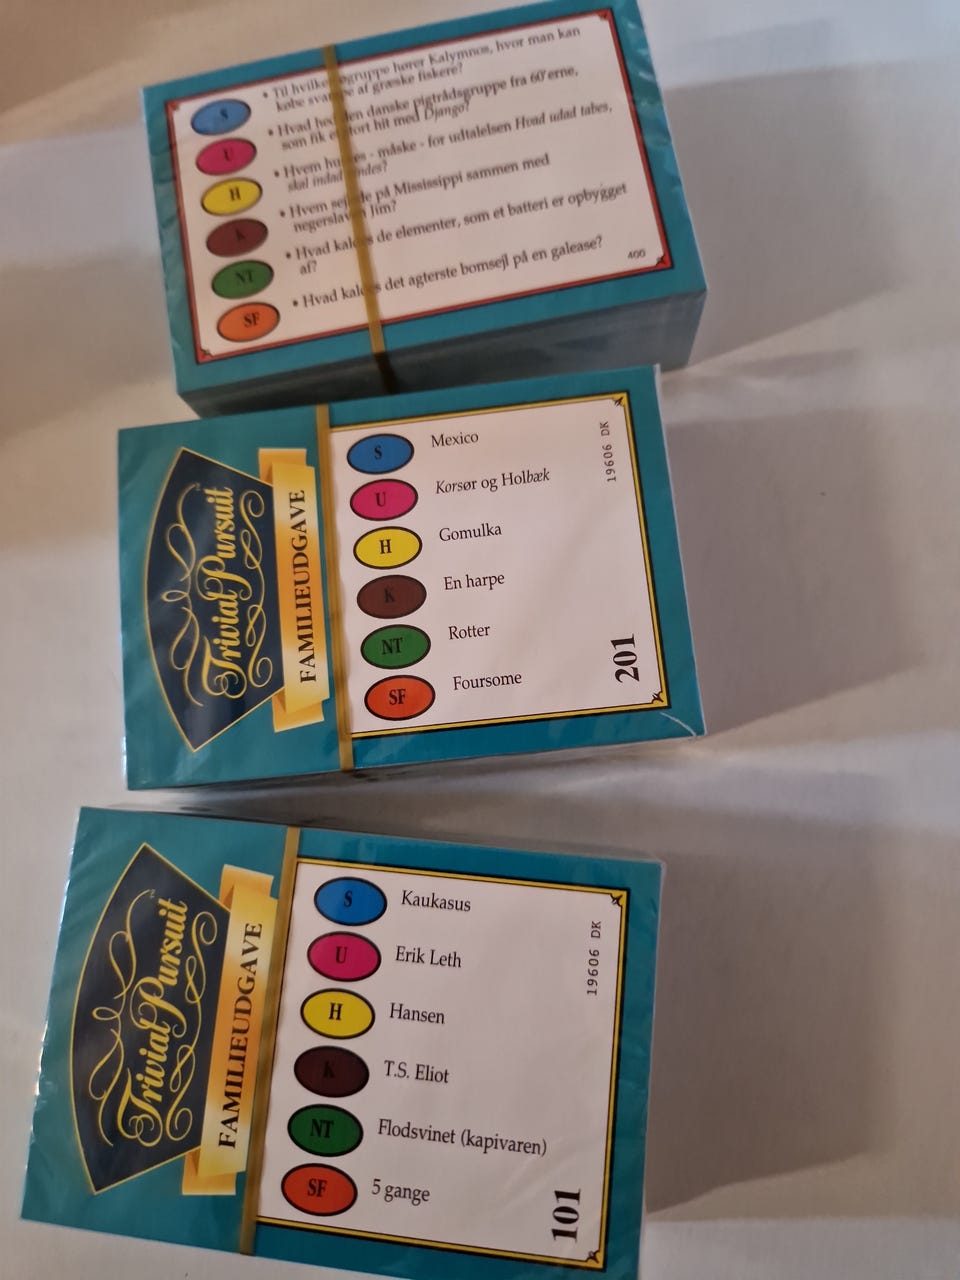 S
• Til hvilken øgruppe hører Kalymnos, hvor man kan
købe svampe af græske fiskere?
U
• Hvad hed den danske pigtrådsgruppe fra 60'erne,
som fik et stort hit med Django?
H
• Hvem huskes - måske - for udtalelsen Hvad udad tabes,
skal indad vindes?
K
• Hvem sejlede på Mississippi sammen med
negerslaven Jim?
NT
• Hvad kaldes de elementer, som et batteri er opbygget
af?
SF
• Hvad kaldes det agterste bomsejl på en galease?
400
Trivial Pursuit
FAMILIEUDGAVE
S Mexico
U Korsør og Holbæk
H Gomulka
K En harpe
NT Rotter
SF Foursome
19606 DK
201
Trivial Pursuit
FAMILIEUDGAVE
S Kaukasus
U Erik Leth
H Hansen
K T.S. Eliot
NT Flodsvinet (kapivaren)
SF 5 gange
19606 DK
101